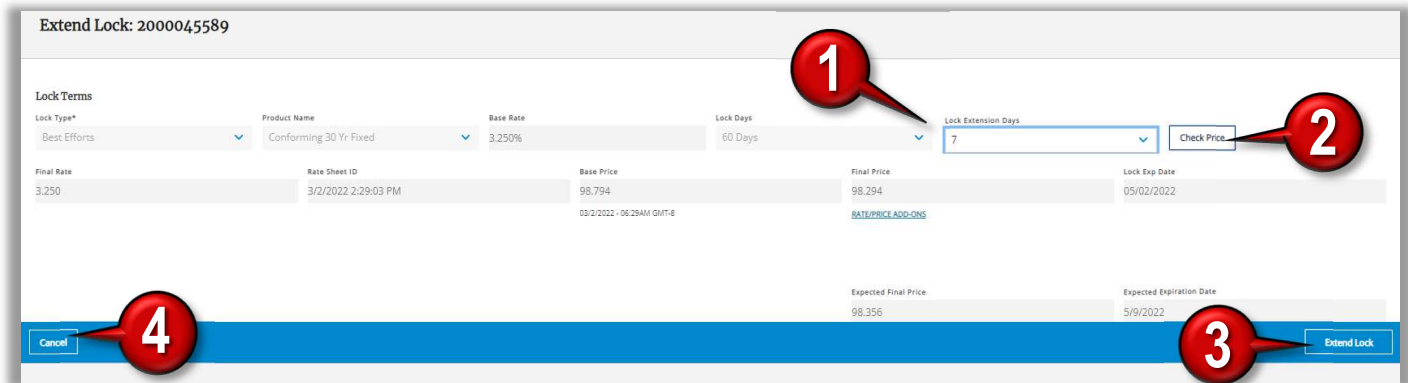 Extend Lock: 2000045589
1
Lock Terms
Lock Type* Product Name Base Rate Lock Days Lock Extension Days
Best Efforts Conforming 30 Yr Fixed 3.250% 60 Days 7 Check Price 2
Final Rate Rate Sheet ID Base Price Final Price Lock Exp Date
3.250 3/2/2022 2:29:03 PM 98.794 98.294 05/02/2022
03/2/2022 - 06:29AM GMT-8 RATE/PRICE ADD-ONS
Expected Final Price Expected Expiration Date
98.356 5/9/2022
Cancel 4 3 Extend Lock